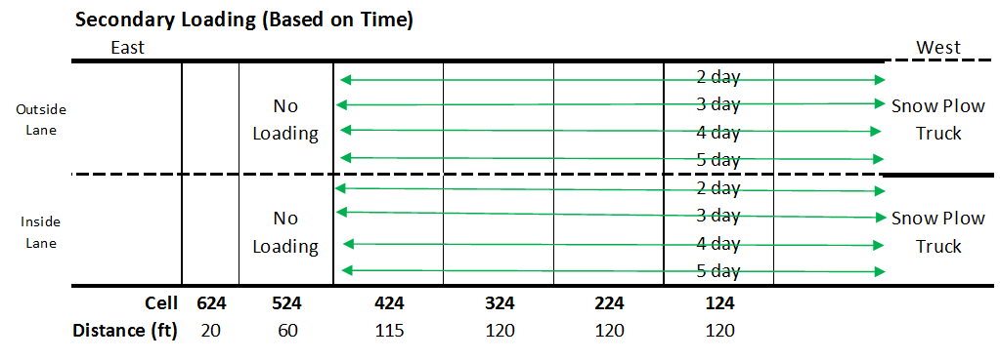 Secondary Loading (Based on Time)
East
West
2 day
Outside
Lane
No
Loading
3 day
4 day
5 day
Snow Plow
Truck
2 day
Inside
Lane
No
Loading
3 day
4 day
5 day
Snow Plow
Truck
Cell 624 524 424 324 224 124
Distance (ft) 20 60 115 120 120 120